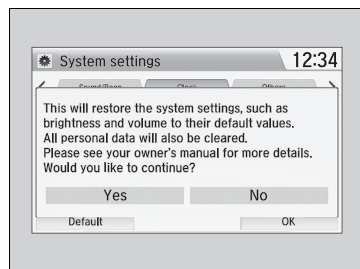 System settings
12:34
Clock
Others
This will restore the system settings, such as
brightness and volume to their default values.
All personal data will also be cleared.
Please see your owner's manual for more details.
Would you like to continue?
Yes
No
Default
OK